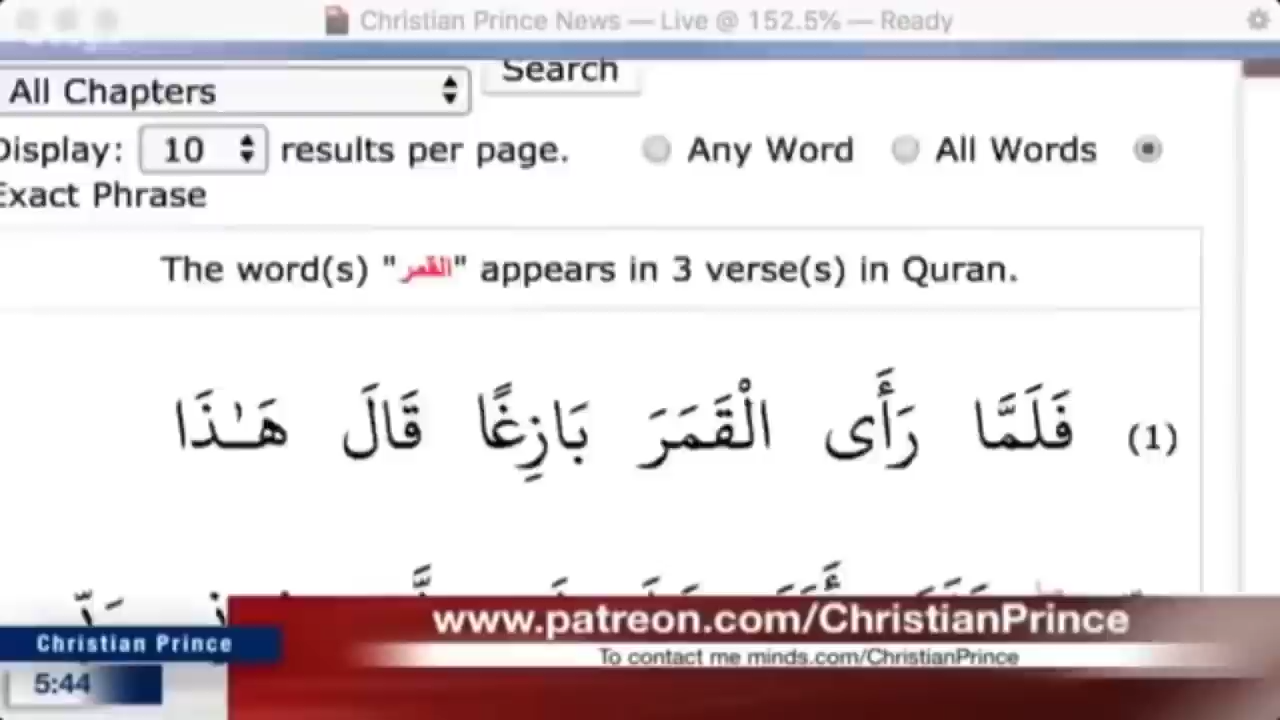 Christian Prince News — Live @ 152.5% — Ready
All Chapters
Search
Display: 10 results per page. Any Word All Words
Exact Phrase
The word(s) "القمر" appears in 3 verse(s) in Quran.
(1) فَلَمَّا رَأَى الْقَمَرَ بَازِغًا قَالَ هَـٰذَا
www.patreon.com/ChristianPrince
Christian Prince
To contact me minds.com/ChristianPrince
5:44